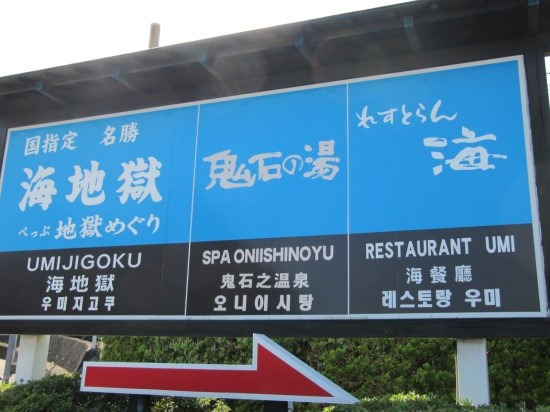 国指定 名勝
海地獄
べっぷ 地獄めぐり
UMIJIGOKU
海地獄
우미지고쿠
鬼石の湯
SPA ONIISHINOYU
鬼石之温泉
오니이시탕
れすとらん
海
RESTAURANT UMI
海餐廳
레스토랑 우미